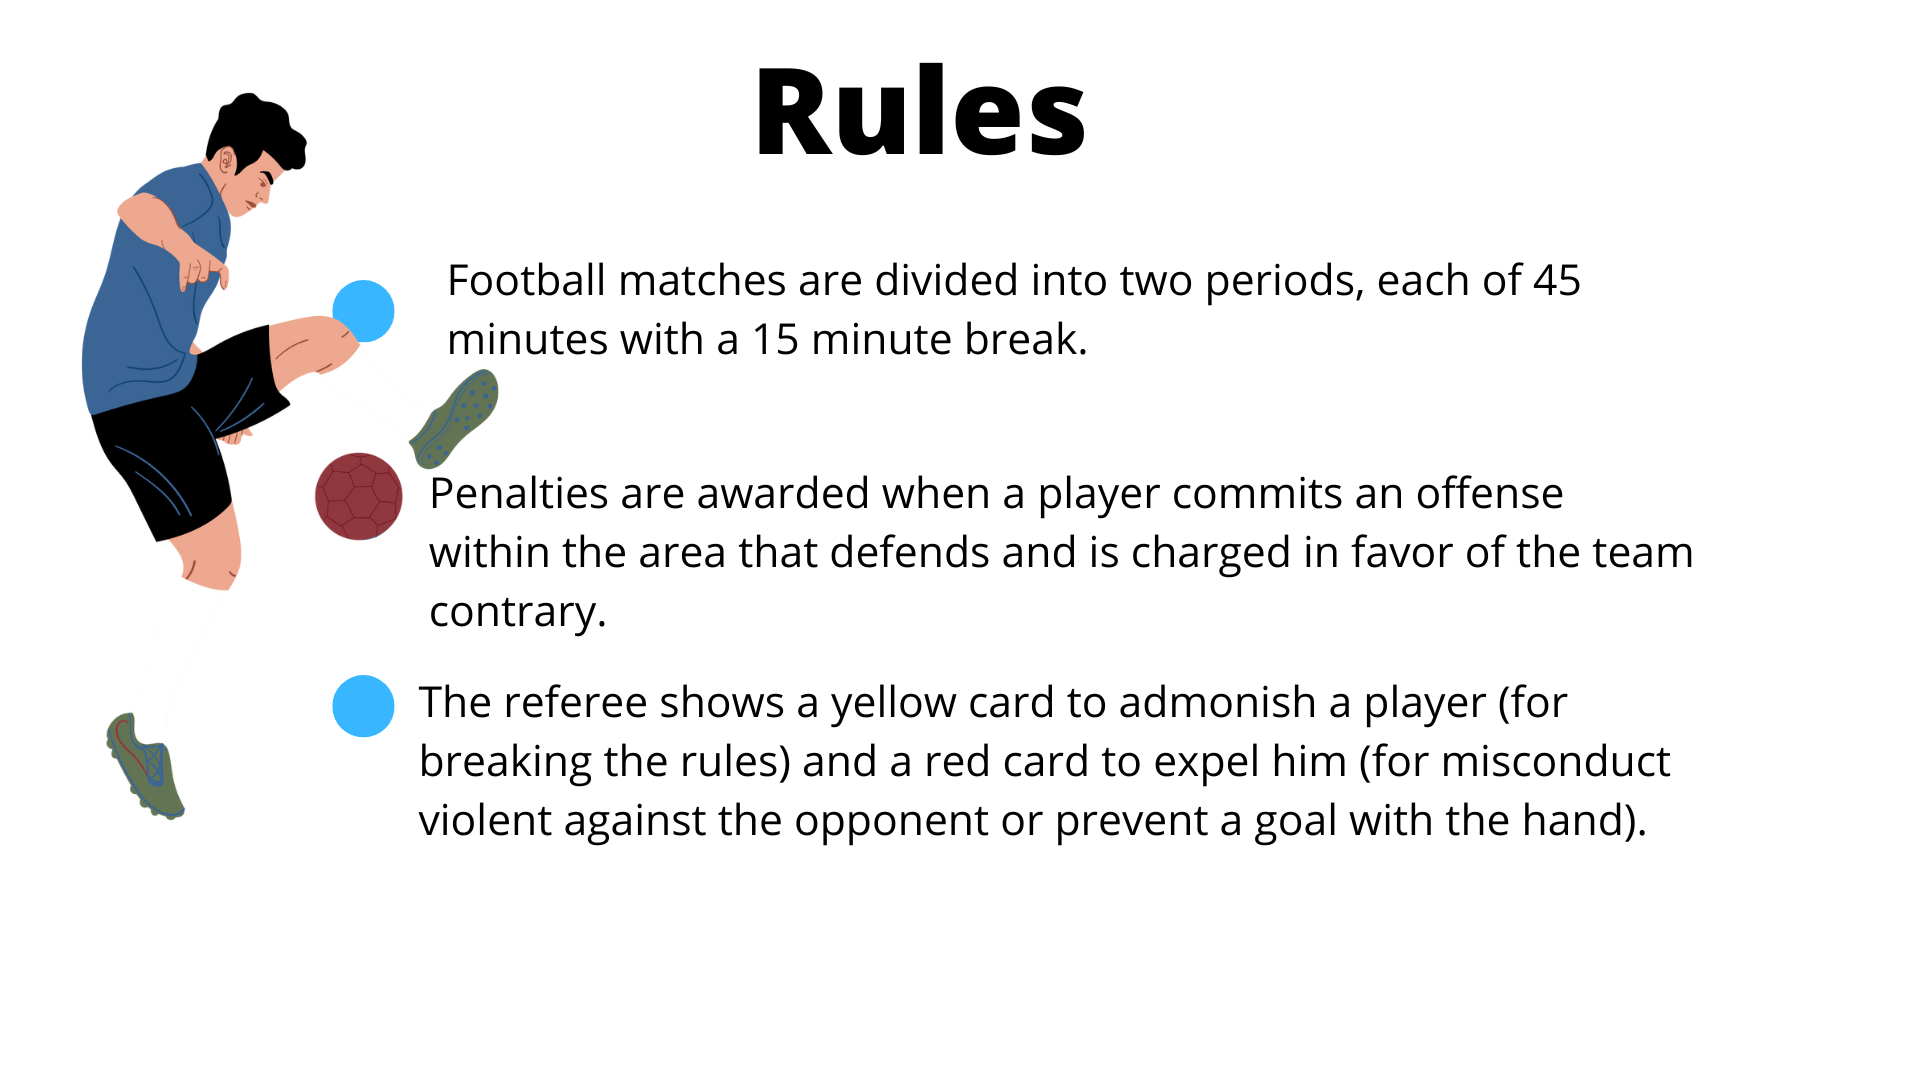 Rules
Football matches are divided into two periods, each of 45
minutes with a 15 minute break.
Penalties are awarded when a player commits an offense
within the area that defends and is charged in favor of the team
contrary.
The referee shows a yellow card to admonish a player (for
breaking the rules) and a red card to expel him (for misconduct
violent against the opponent or prevent a goal with the hand).